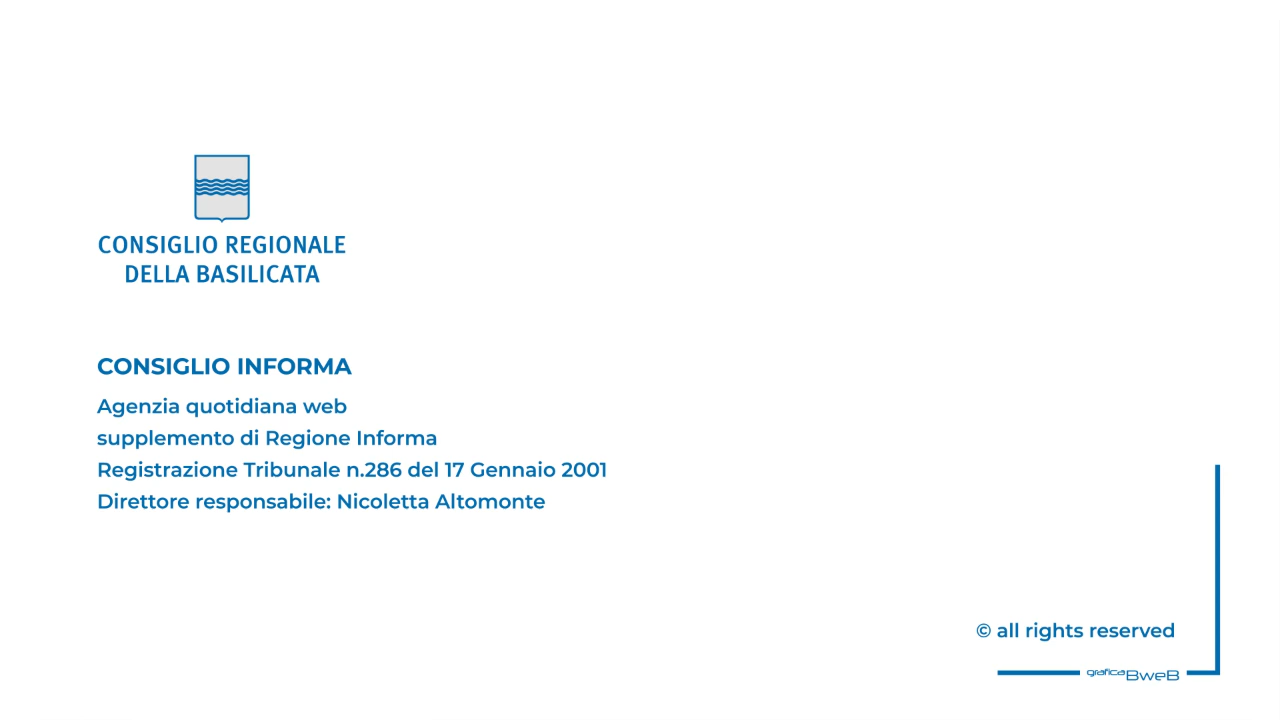 CONSIGLIO REGIONALE
DELLA BASILICATA
CONSIGLIO INFORMA
Agenzia quotidiana web
supplemento di Regione Informa
Registrazione Tribunale n.286 del 17 Gennaio 2001
Direttore responsabile: Nicoletta Altomonte
© all rights reserved
graficaBweB